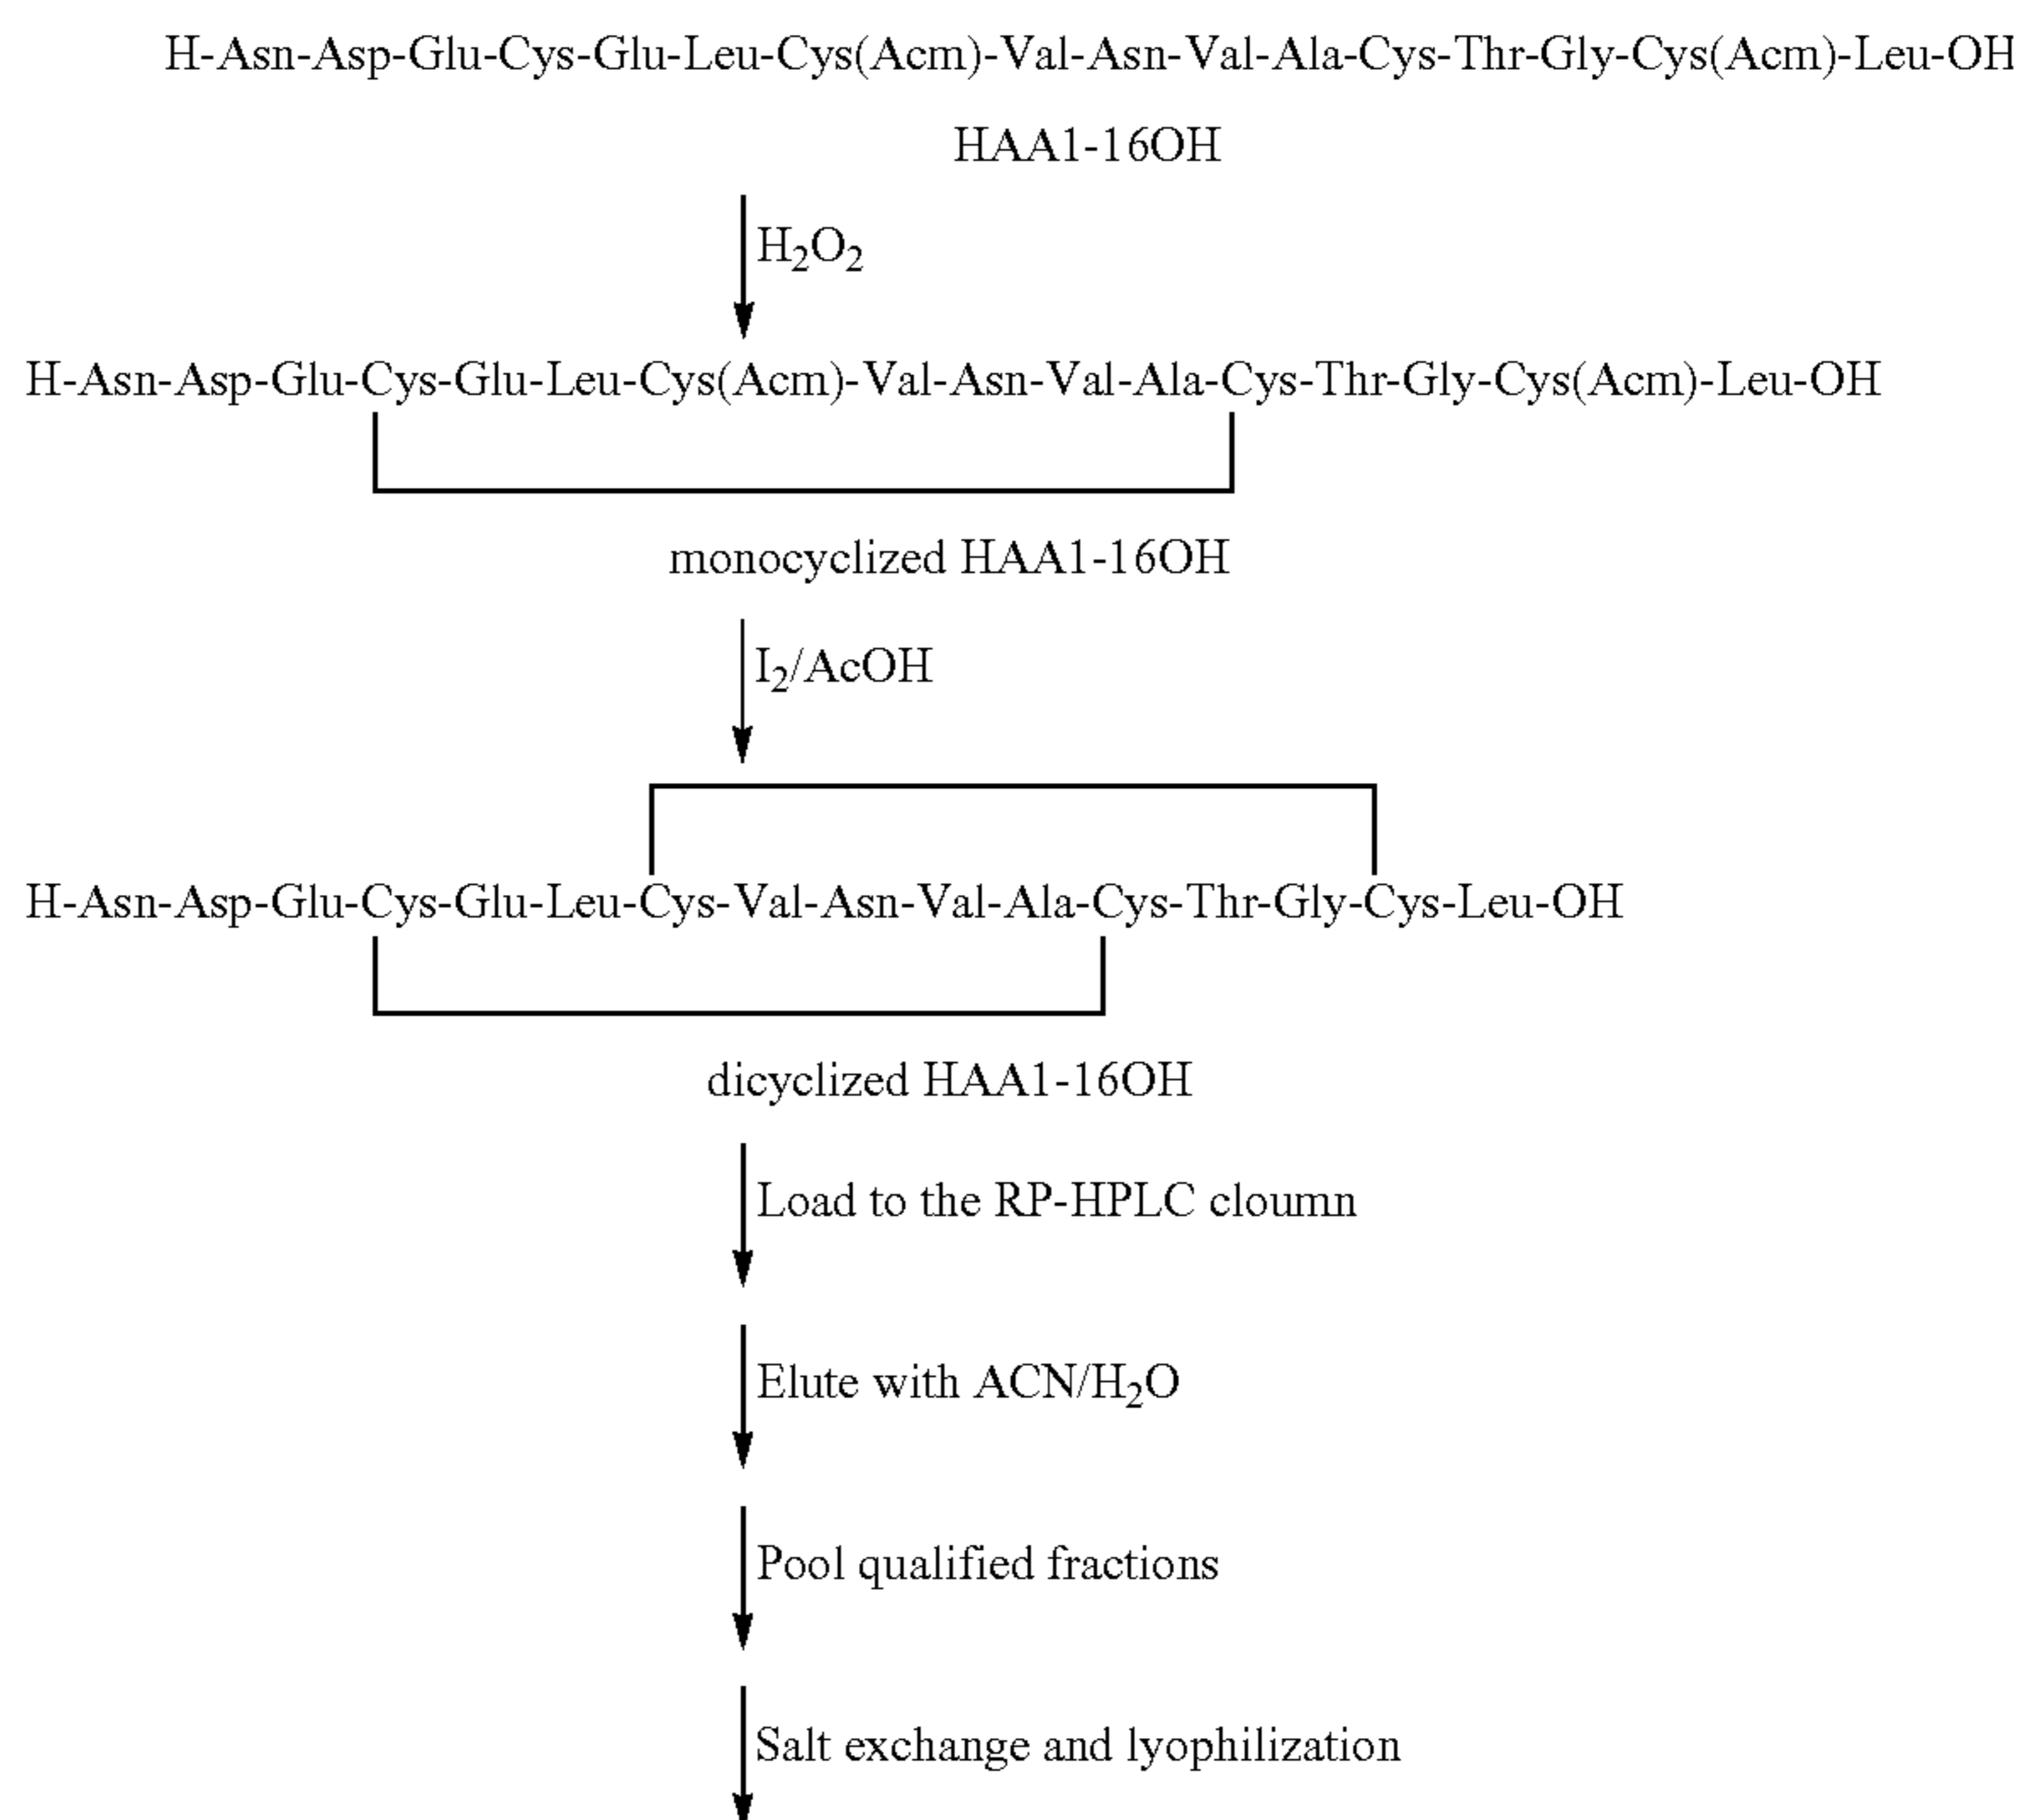 H-Asn-Asp-Glu-Cys-Glu-Leu-Cys(Acm)-Val-Asn-Val-Ala-Cys-Thr-Gly-Cys(Acm)-Leu-OH
HAA1-16OH
H₂O₂
H-Asn-Asp-Glu-Cys-Glu-Leu-Cys(Acm)-Val-Asn-Val-Ala-Cys-Thr-Gly-Cys(Acm)-Leu-OH
monocyclized HAA1-16OH
I₂/AcOH
H-Asn-Asp-Glu-Cys-Glu-Leu-Cys-Val-Asn-Val-Ala-Cys-Thr-Gly-Cys-Leu-OH
dicyclized HAA1-16OH
Load to the RP-HPLC cloumn
Elute with ACN/H₂O
Pool qualified fractions
Salt exchange and lyophilization